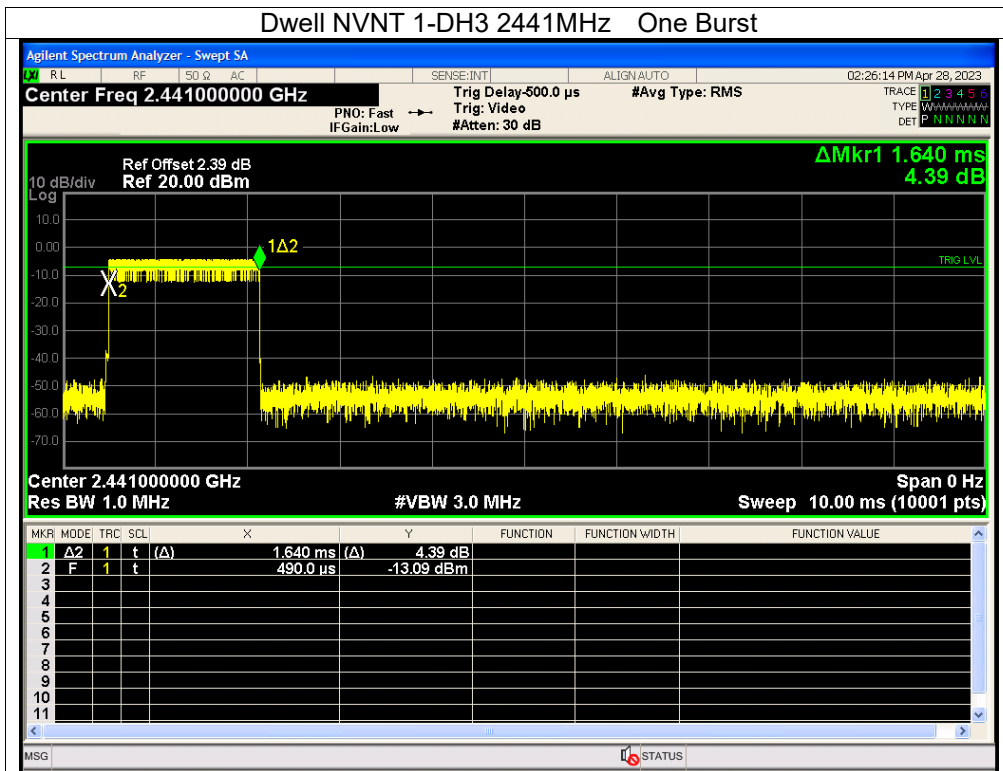 Dwell NVNT 1-DH3 2441MHz One Burst
Agilent Spectrum Analyzer - Swept SA
LXI RL RF 50 Ω AC SENSE:INT ALIGN AUTO 02:26:14 PM Apr 28, 2023
Center Freq 2.441000000 GHz
Trig Delay-500.0 µs #Avg Type: RMS
TRACE 1 2 3 4 5 6
PNO: Fast Trig: Video
TYPE WWWWWW
IFGain:Low #Atten: 30 dB
DET P N N N N N
ΔMkr1 1.640 ms
4.39 dB
Ref Offset 2.39 dB
10 dB/div Ref 20.00 dBm
Log
10.0
0.00
1Δ2
TRIG LVL
-10.0
X2
-20.0
-30.0
-40.0
-50.0
-60.0
-70.0
Center 2.441000000 GHz Span 0 Hz
Res BW 1.0 MHz #VBW 3.0 MHz Sweep 10.00 ms (10001 pts)
MKR MODE TRC SCL X Y FUNCTION FUNCTION WIDTH FUNCTION VALUE
1 Δ2 1 t (Δ) 1.640 ms (Δ) 4.39 dB
2 F 1 t 490.0 µs -13.09 dBm
3
4
5
6
7
8
9
10
11
MSG STATUS